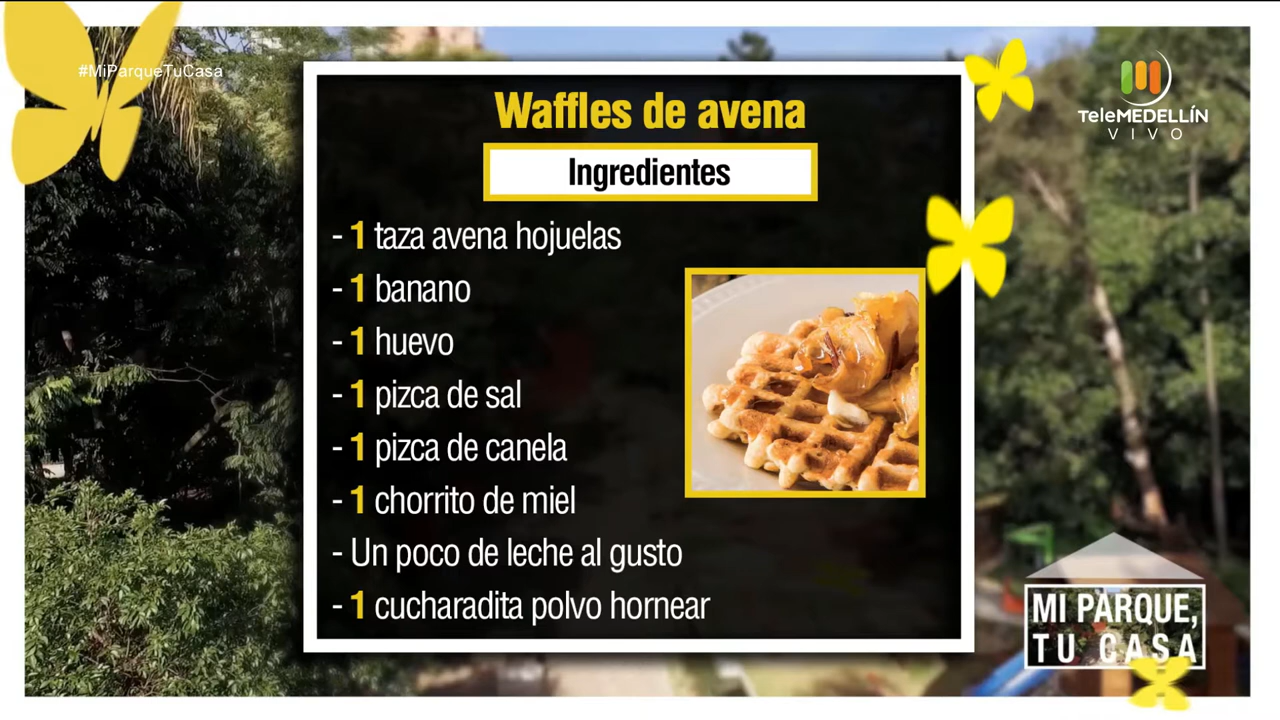 #MiParqueTuCasa
TeleMEDELLÍN
VIVO
Waffles de avena
Ingredientes
- 1 taza avena hojuelas
- 1 banano
- 1 huevo
- 1 pizca de sal
- 1 pizca de canela
- 1 chorrito de miel
- Un poco de leche al gusto
- 1 cucharadita polvo hornear
MI PARQUE,
TU CASA